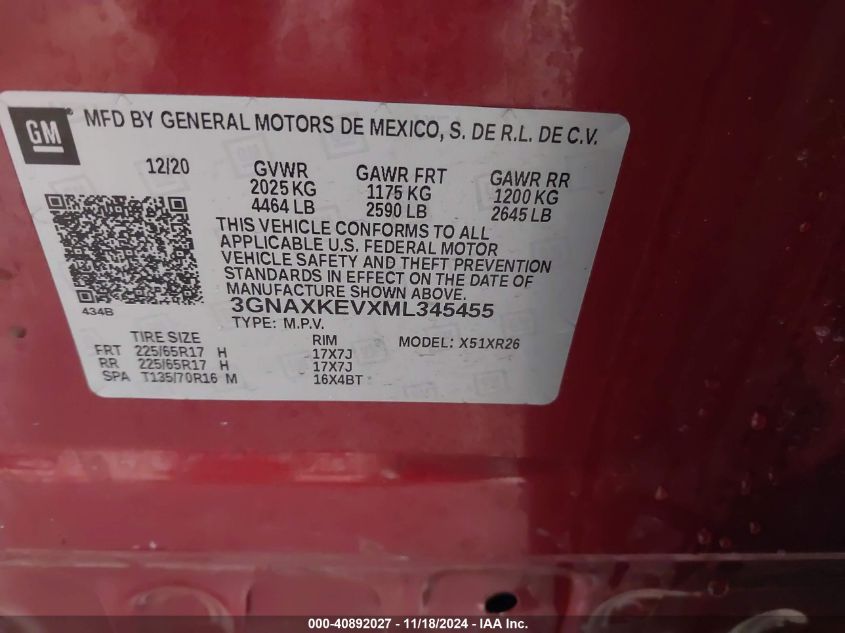 GM
MFD BY GENERAL MOTORS DE MEXICO, S. DE R.L. DE C.V.
12/20
GVWR
2025 KG
4464 LB
GAWR FRT
1175 KG
2590 LB
GAWR RR
1200 KG
2645 LB
THIS VEHICLE CONFORMS TO ALL
APPLICABLE U.S. FEDERAL MOTOR
VEHICLE SAFETY AND THEFT PREVENTION
STANDARDS IN EFFECT ON THE DATE OF
MANUFACTURE SHOWN ABOVE.
434B
3GNAXKEVXML345455
TYPE: M.P.V.
MODEL: X51XR26
TIRE SIZE RIM
FRT 225/65R17 H 17X7J
RR 225/65R17 H 17X7J
SPA T135/70R16 M 16X4BT
000-40892027 - 11/18/2024 - IAA Inc.